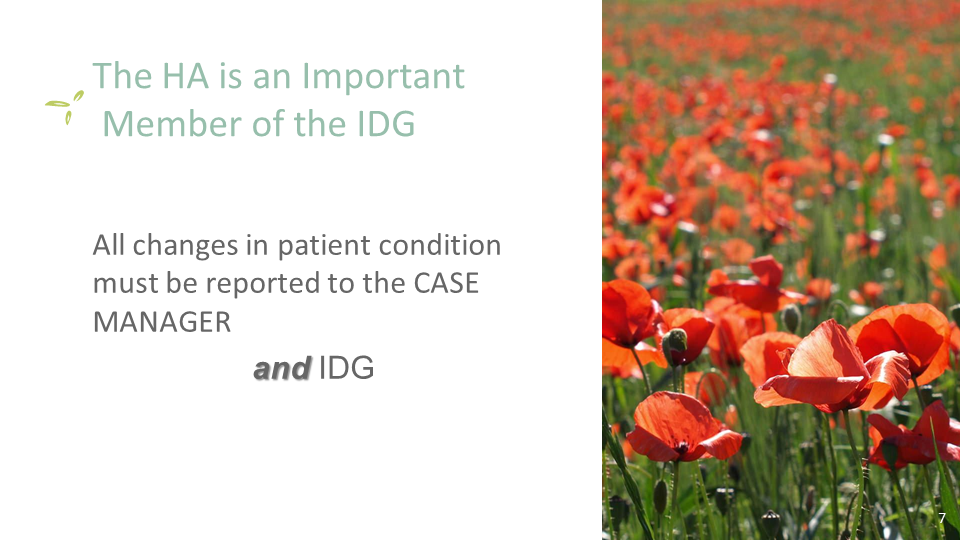 The HA is an Important
Member of the IDG
All changes in patient condition
must be reported to the CASE
MANAGER
and IDG
7